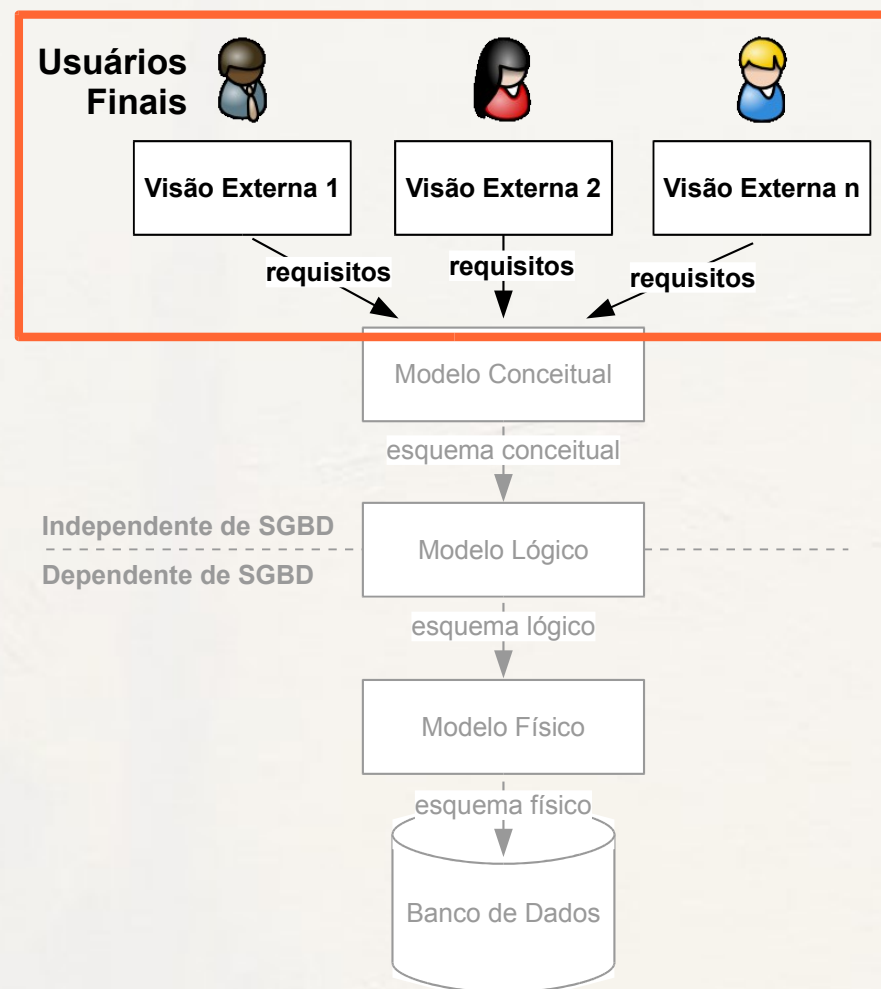 Usuários
Finais
Visão Externa 1
Visão Externa 2
Visão Externa n
requisitos
requisitos
requisitos
Modelo Conceitual
esquema conceitual
Independente de SGBD
Modelo Lógico
Dependente de SGBD
esquema lógico
Modelo Físico
esquema físico
Banco de Dados